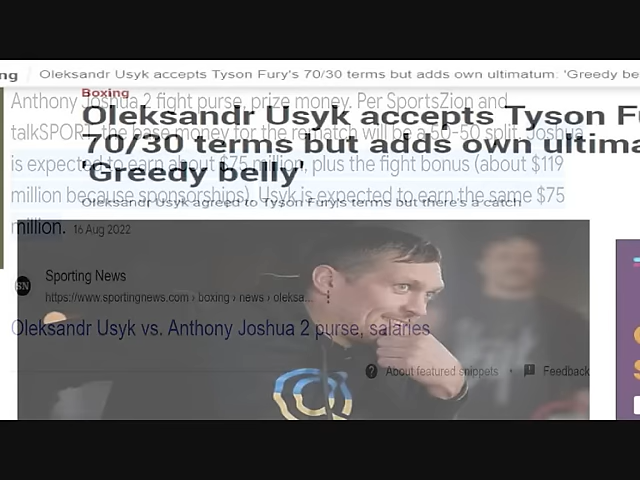 ng
Oleksandr Usyk accepts Tyson Fury's 70/30 terms but adds own ultimatum: 'Greedy be
Boxing
Anthony Joshua 2 fight purse, prize money. Per SportsZion and
Oleksandr Usyk accepts Tyson Fu
talkSPORT, the base money for the rematch will be a 50-50 split. Joshua
70/30 terms but adds own ultima
is expected to earn about $75 million, plus the fight bonus (about $119
'Greedy belly'
million because sponsorships). Usyk is expected to earn the same $75
Oleksandr Usyk agreed to Tyson Fury's terms but there's a catch
million. 16 Aug 2022
SN
Sporting News
https://www.sportingnews.com › boxing › news › oleksa...
Oleksandr Usyk vs. Anthony Joshua 2 purse, salaries
About featured snippets • Feedback